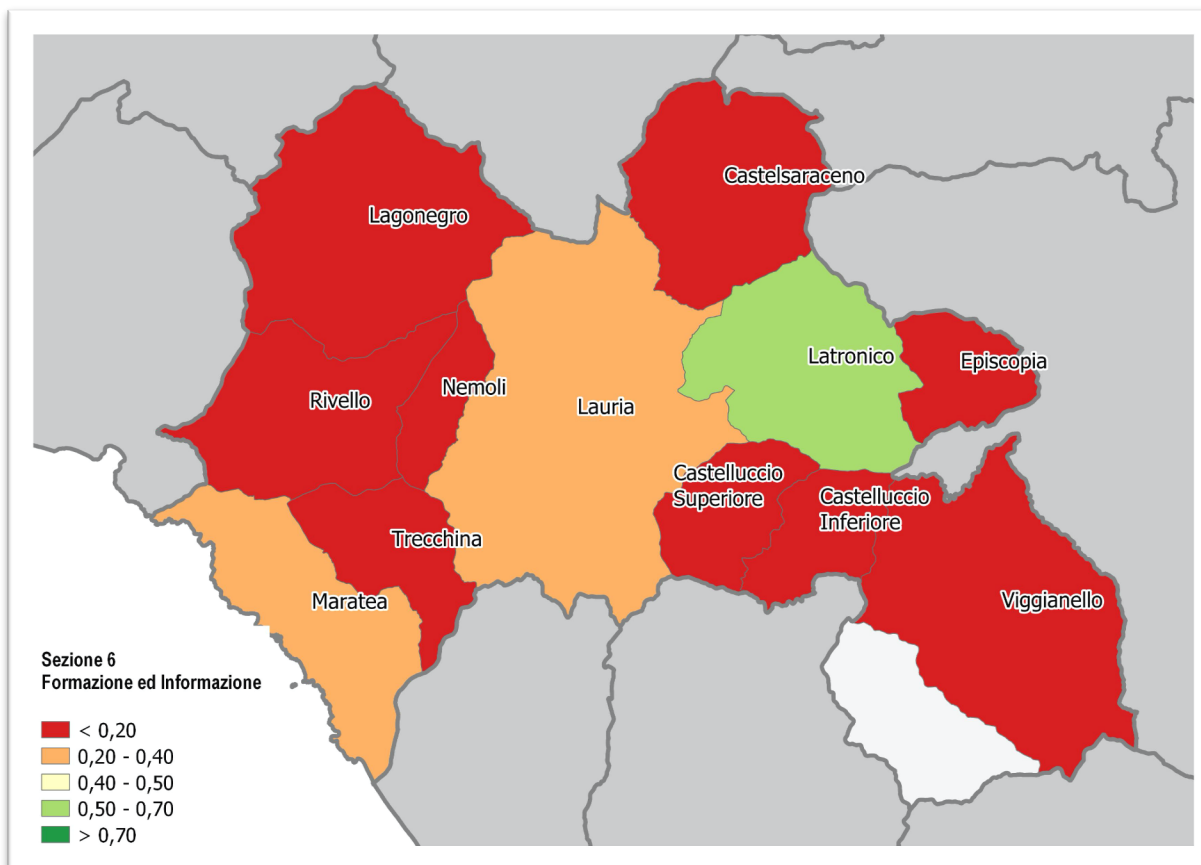 Castelsaraceno
Lagonegro
Latronico
Episcopia
Nemoli
Rivello
Lauria
Castelluccio
Superiore
Castelluccio
Inferiore
Trecchina
Maratea
Viggianello
Sezione 6
Formazione ed Informazione
< 0,20
0,20 - 0,40
0,40 - 0,50
0,50 - 0,70
> 0,70